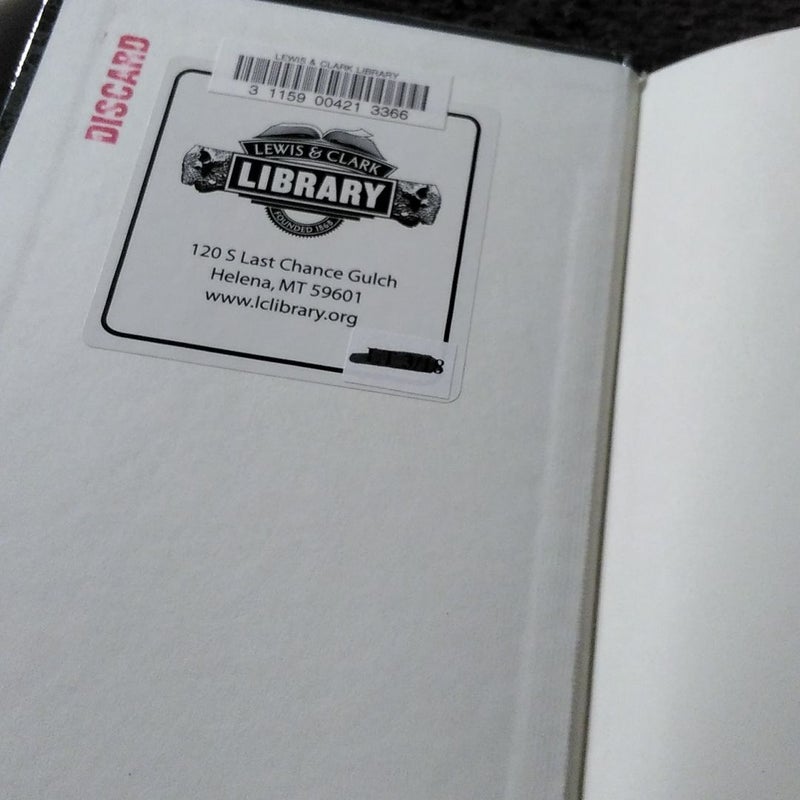 DISCARD
LEWIS & CLARK LIBRARY
3 1159 00421 3366
LEWIS & CLARK
LIBRARY
FOUNDED 1868
120 S Last Chance Gulch
Helena, MT 59601
www.lclibrary.org